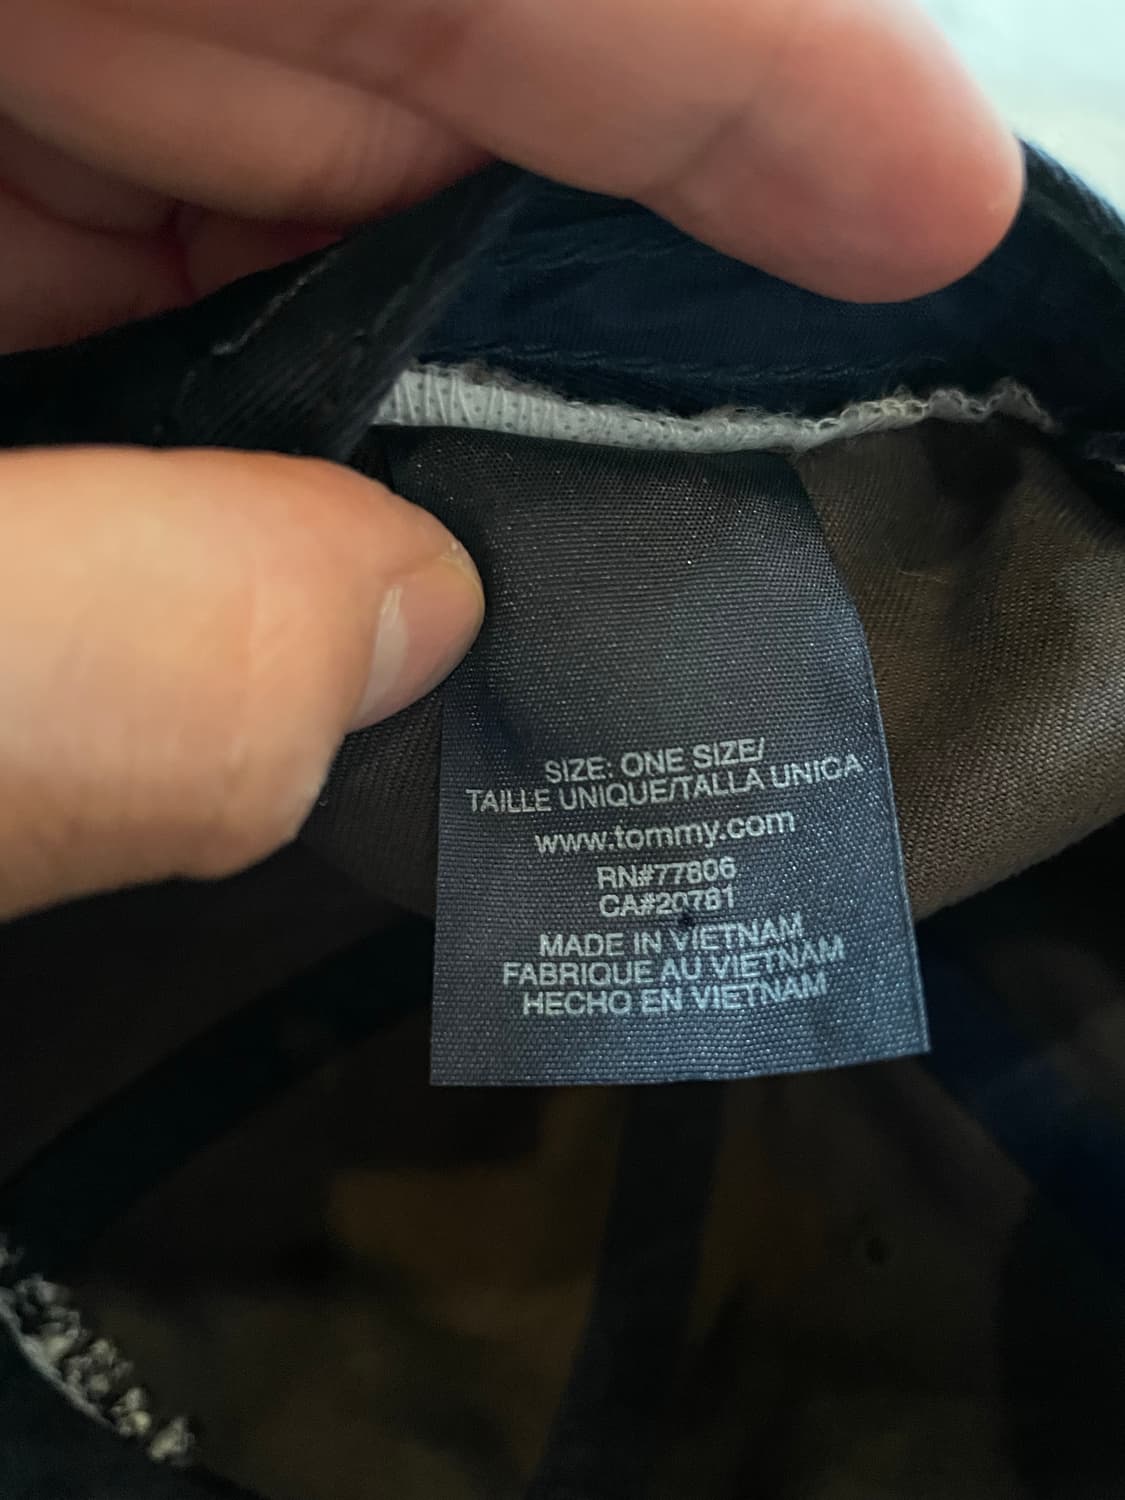 SIZE: ONE SIZE/
TAILLE UNIQUE/TALLA UNICA
www.tommy.com
RN#77806
CA#20781
MADE IN VIETNAM
FABRIQUE AU VIETNAM
HECHO EN VIETNAM